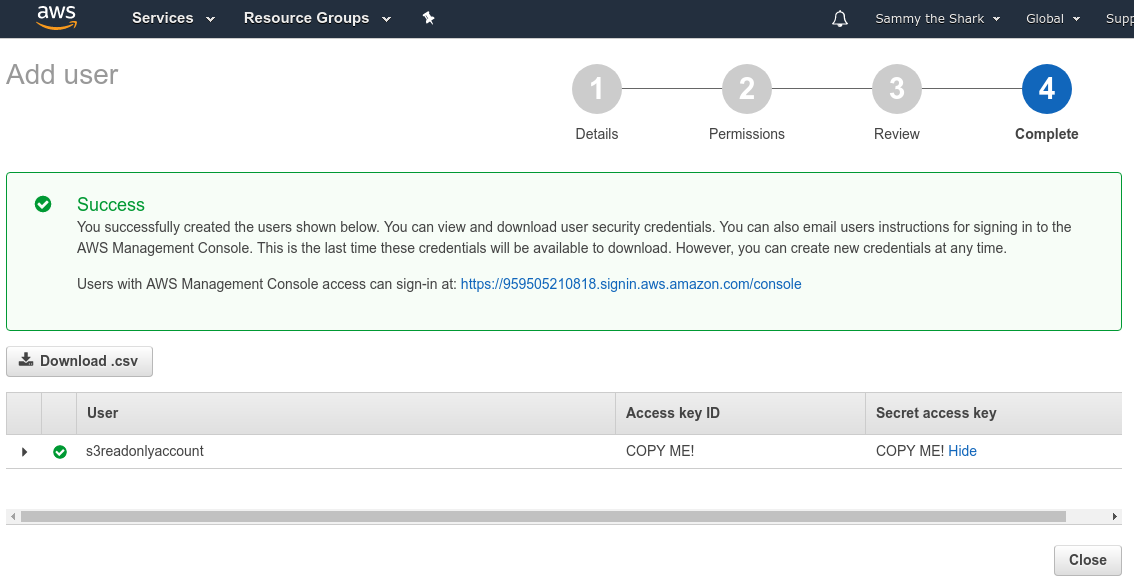 aws Services Resource Groups Sammy the Shark Global Supp
Add user
1 2 3 4
Details Permissions Review Complete
Success
You successfully created the users shown below. You can view and download user security credentials. You can also email users instructions for signing in to the
AWS Management Console. This is the last time these credentials will be available to download. However, you can create new credentials at any time.
Users with AWS Management Console access can sign-in at: https://959505210818.signin.aws.amazon.com/console
Download .csv
User Access key ID Secret access key
s3readonlyaccount COPY ME! COPY ME! Hide
Close